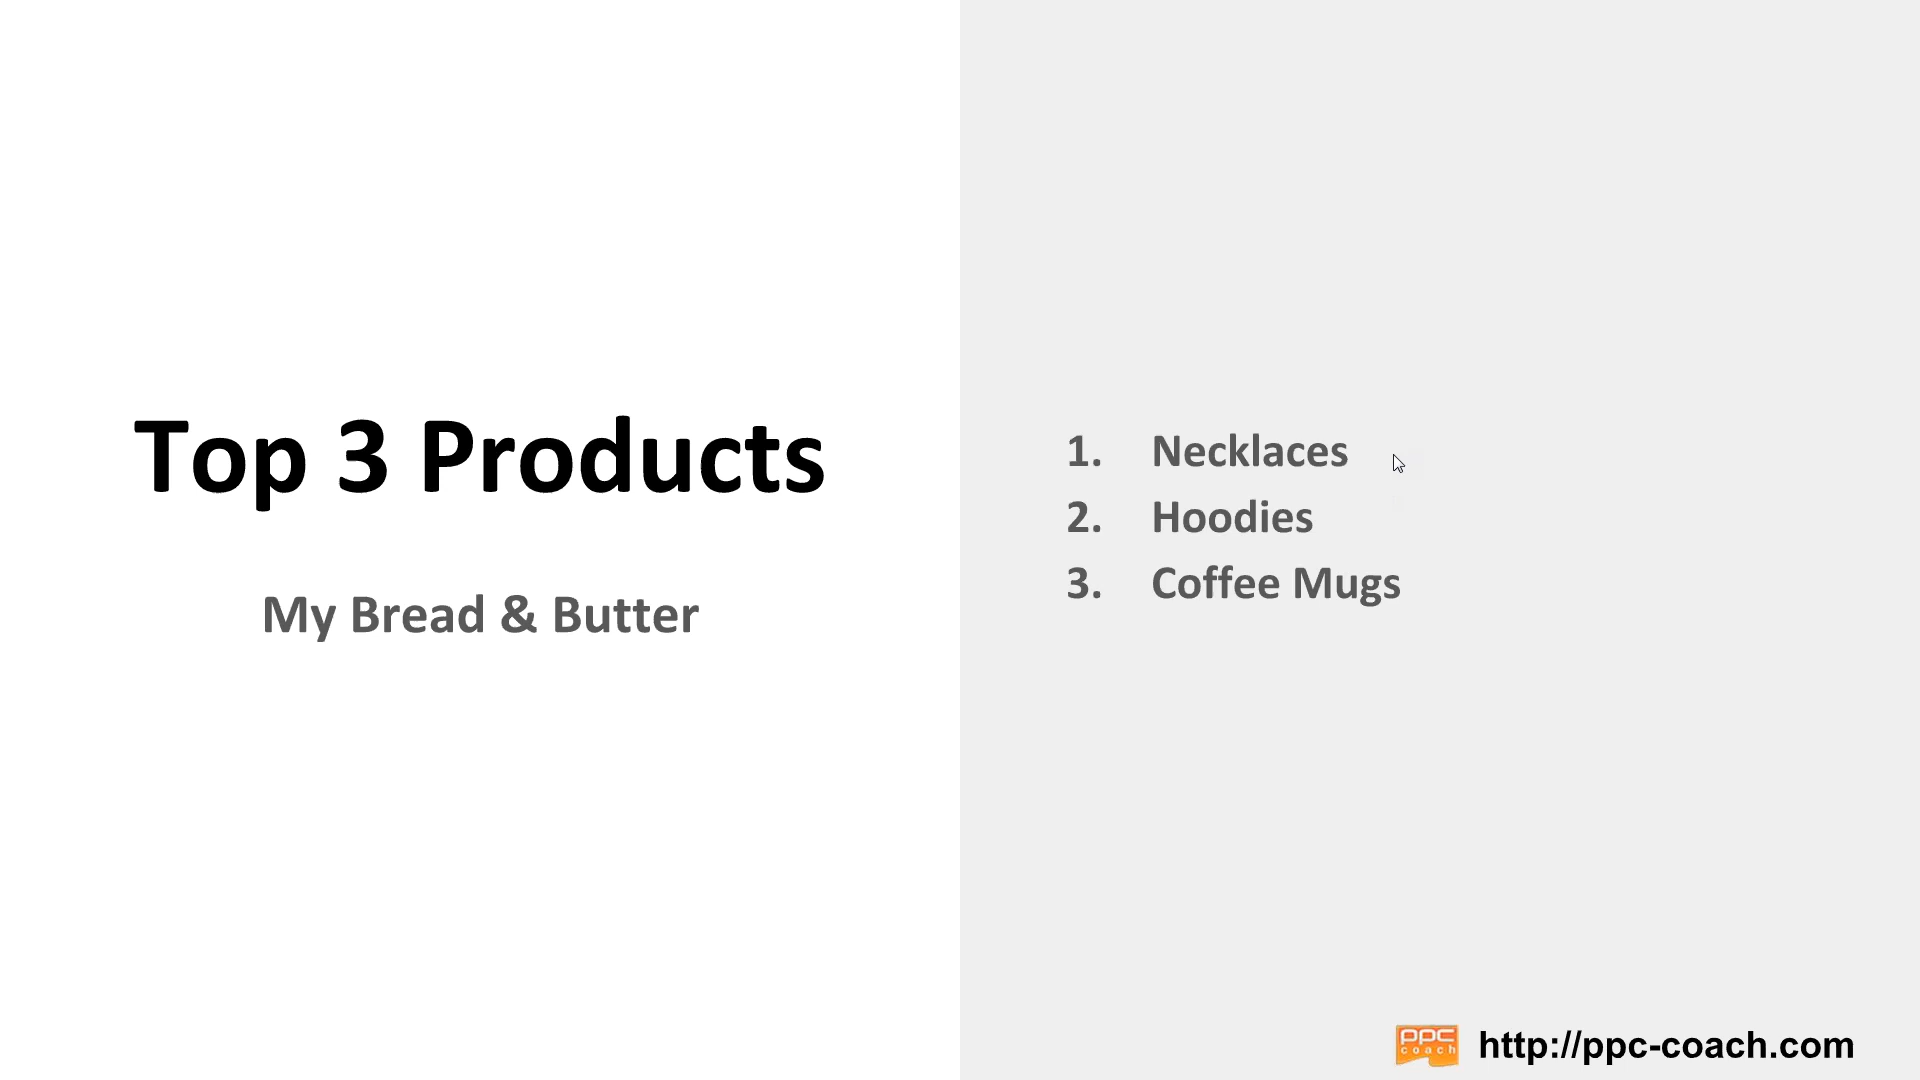 Top 3 Products
My Bread & Butter
1. Necklaces
2. Hoodies
3. Coffee Mugs
ppc
coach
http://ppc-coach.com